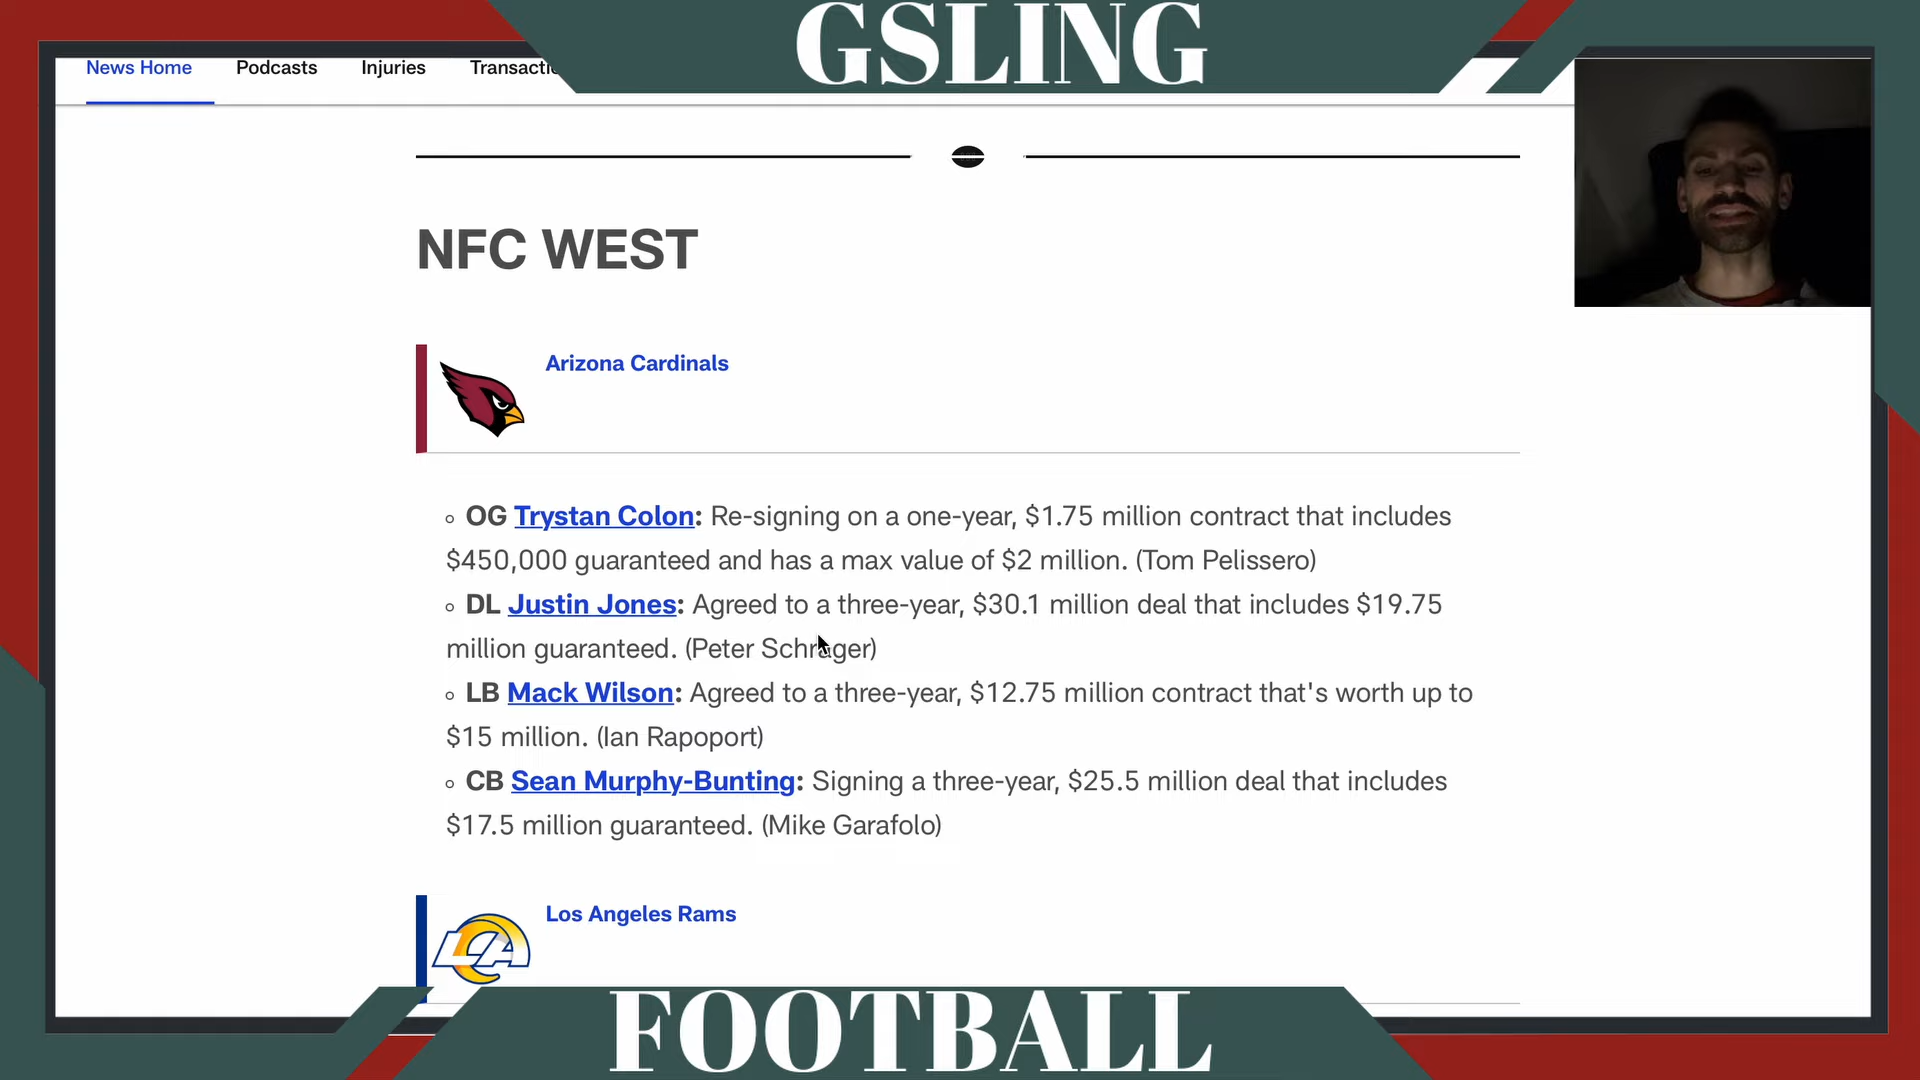 GSLING
News Home Podcasts Injuries Transactio
NFC WEST
Arizona Cardinals
OG Trystan Colon: Re-signing on a one-year, $1.75 million contract that includes
$450,000 guaranteed and has a max value of $2 million. (Tom Pelissero)
DL Justin Jones: Agreed to a three-year, $30.1 million deal that includes $19.75
million guaranteed. (Peter Schrager)
LB Mack Wilson: Agreed to a three-year, $12.75 million contract that's worth up to
$15 million. (Ian Rapoport)
CB Sean Murphy-Bunting: Signing a three-year, $25.5 million deal that includes
$17.5 million guaranteed. (Mike Garafolo)
Los Angeles Rams
LA
FOOTBALL